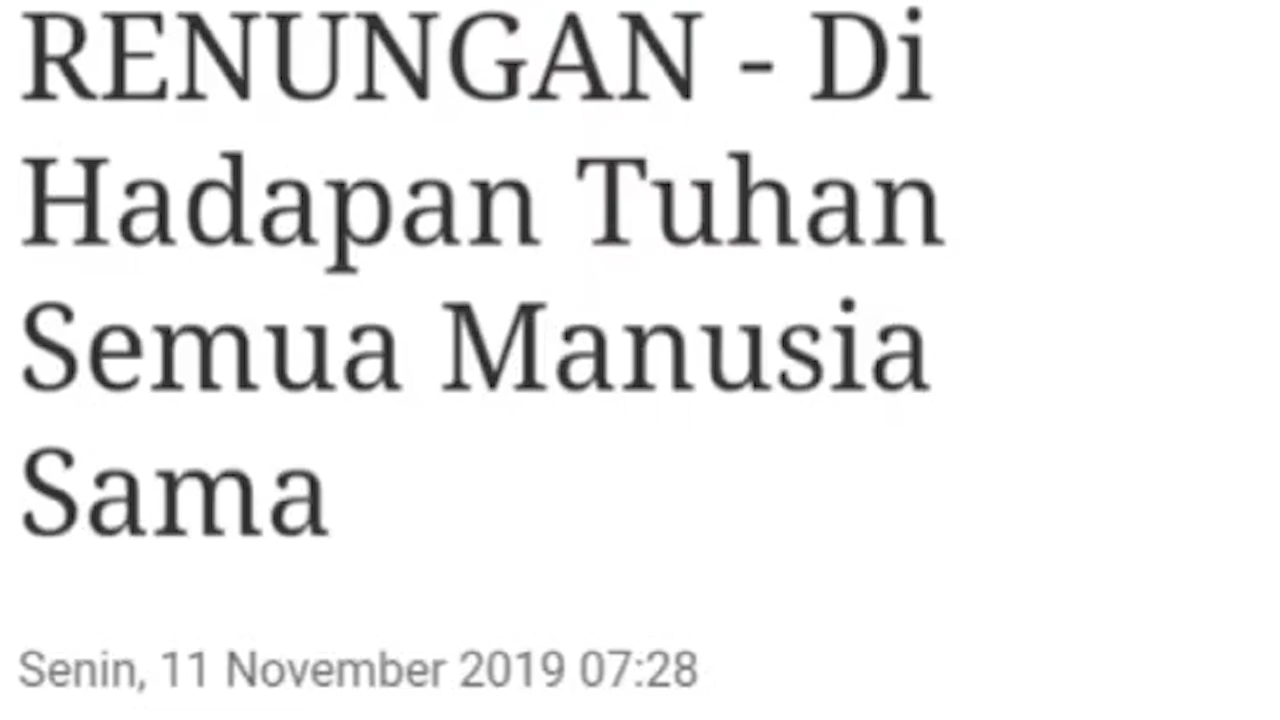 RENUNGAN - Di
Hadapan Tuhan
Semua Manusia
Sama
Senin, 11 November 2019 07:28